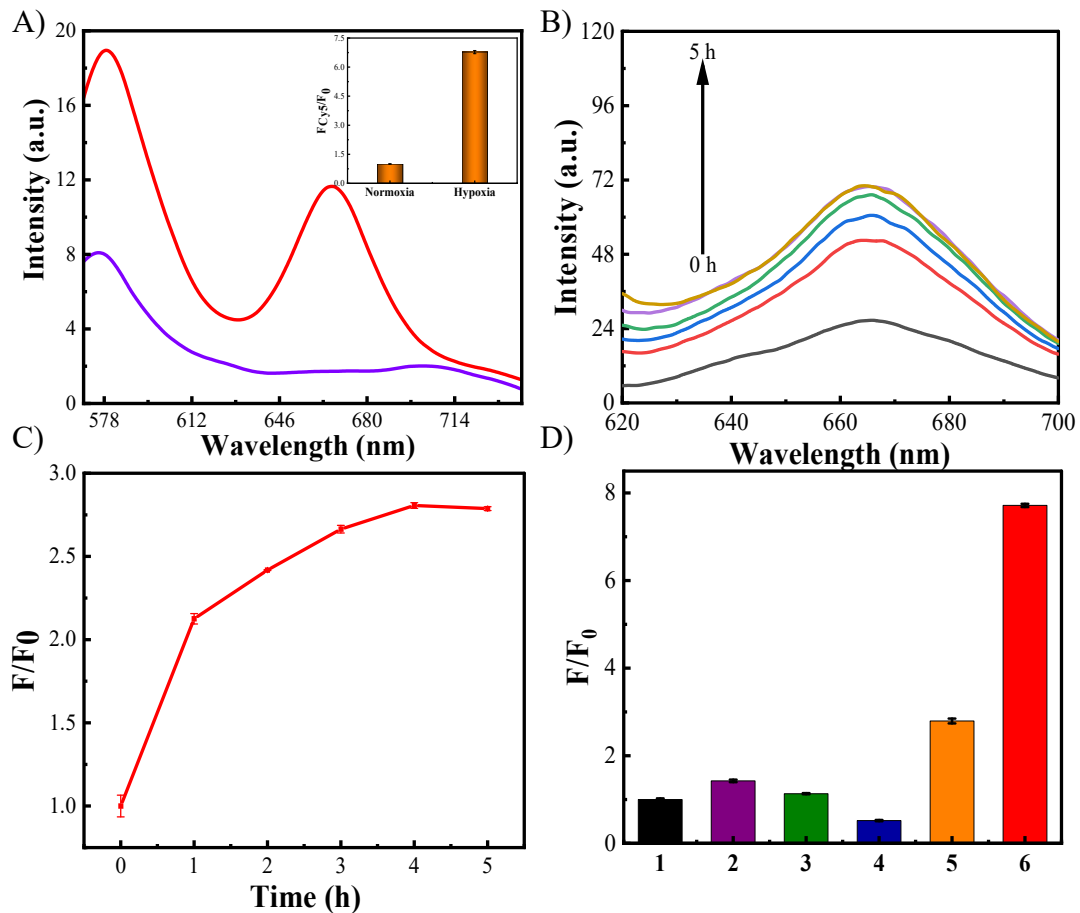 A)
20
16
12
8
4
0
Intensity (a.u.)
578 612 646 680 714
Wavelength (nm)
7.5
6.0
4.5
3.0
1.5
0.0
FCy5/F0
Normoxia Hypoxia
B)
120
96
72
48
24
0
Intensity (a.u.)
5 h
0 h
620 640 660 680 700
Wavelength (nm)
C)
3.0
2.5
2.0
1.5
1.0
F/F0
0 1 2 3 4 5
Time (h)
D)
8
6
4
2
0
F/F0
1 2 3 4 5 6